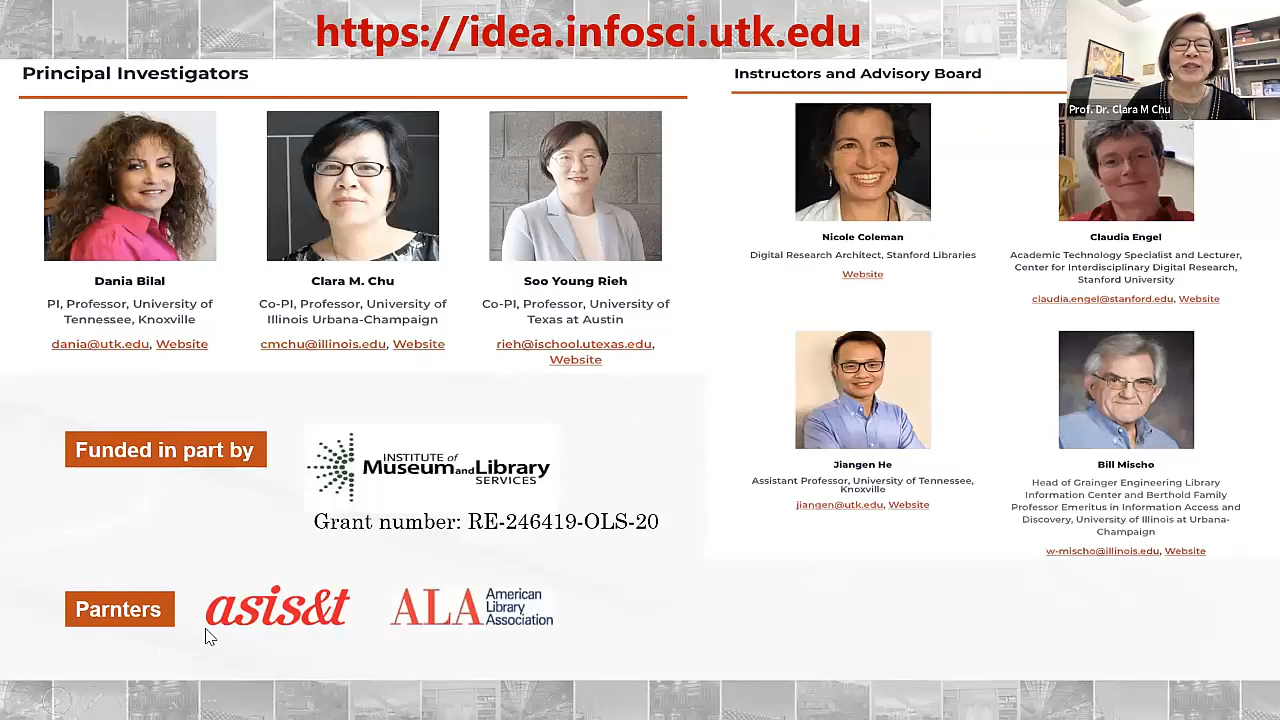 https://idea.infosci.utk.edu
Principal Investigators
Dania Bilal
PI, Professor, University of
Tennessee, Knoxville
dania@utk.edu, Website
Clara M. Chu
Co-PI, Professor, University of
Illinois Urbana-Champaign
cmchu@illinois.edu, Website
Soo Young Rieh
Co-PI, Professor, University of
Texas at Austin
rieh@ischool.utexas.edu,
Website
Funded in part by
INSTITUTE of
Museum and Library
SERVICES
Grant number: RE-246419-OLS-20
Parnters
asis&t
ALA
American
Library
Association
Instructors and Advisory Board
Prof. Dr. Clara M Chu
Nicole Coleman
Digital Research Architect, Stanford Libraries
Website
Claudia Engel
Academic Technology Specialist and Lecturer,
Center for Interdisciplinary Digital Research,
Stanford University
claudia.engel@stanford.edu, Website
Jiangen He
Assistant Professor, University of Tennessee,
Knoxville
jiangen@utk.edu, Website
Bill Mischo
Head of Grainger Engineering Library
Information Center and Berthold Family
Professor Emeritus in Information Access and
Discovery, University of Illinois at Urbana-
Champaign
w-mischo@illinois.edu, Website